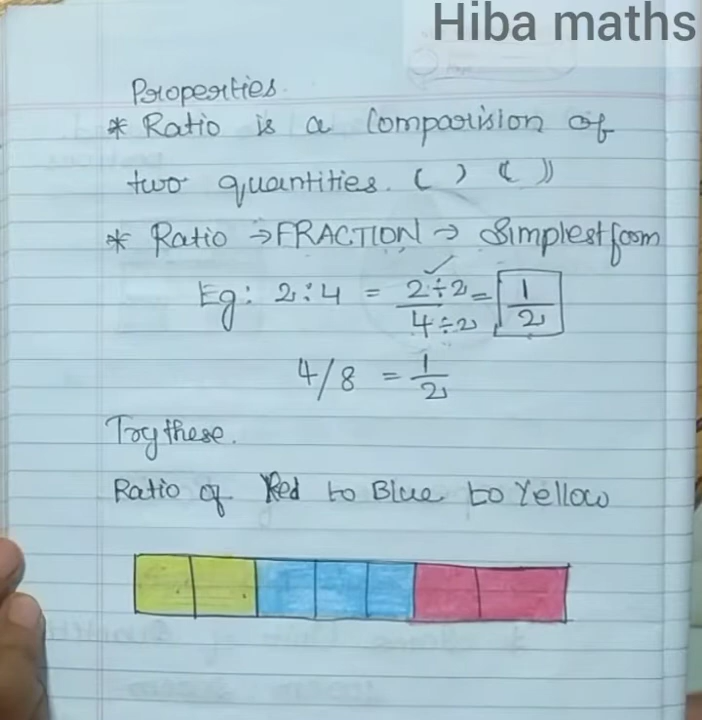 Hiba maths
Properties.
* Ratio is a Comparision of
two quantities. ( ) ( ))
* Ratio → FRACTION → Simplest form
Eg: 2:4 = 2÷2/4÷2 = 1/2
4/8 = 1/2
Try these.
Ratio of Red to Blue to Yellow